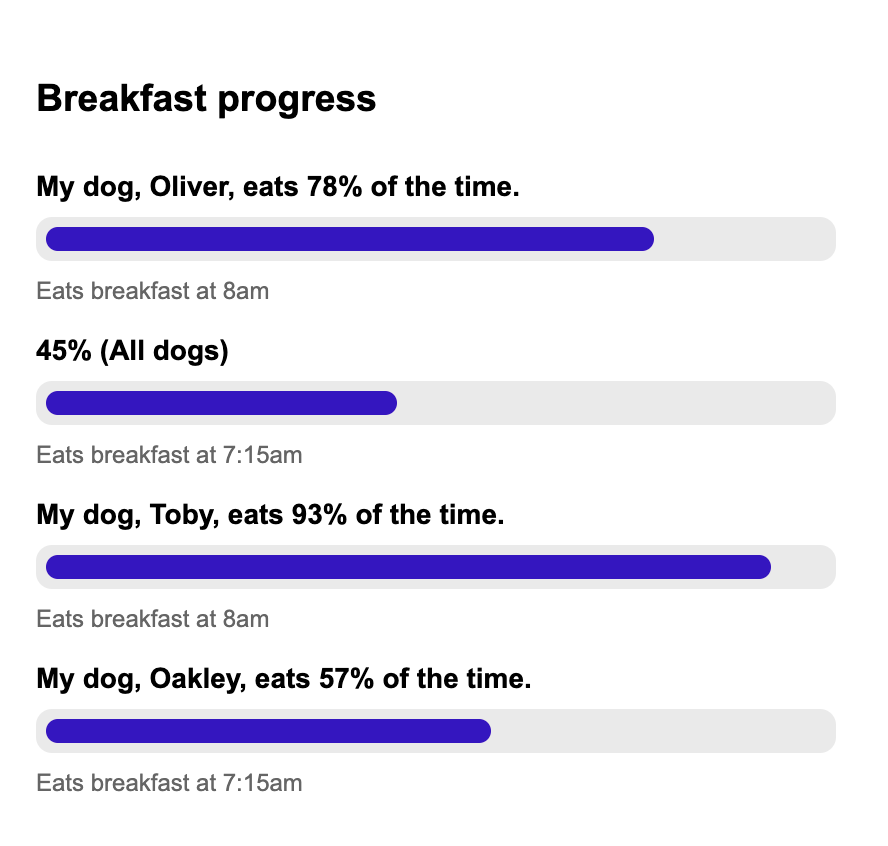 Breakfast progress
My dog, Oliver, eats 78% of the time.
Eats breakfast at 8am
45% (All dogs)
Eats breakfast at 7:15am
My dog, Toby, eats 93% of the time.
Eats breakfast at 8am
My dog, Oakley, eats 57% of the time.
Eats breakfast at 7:15am